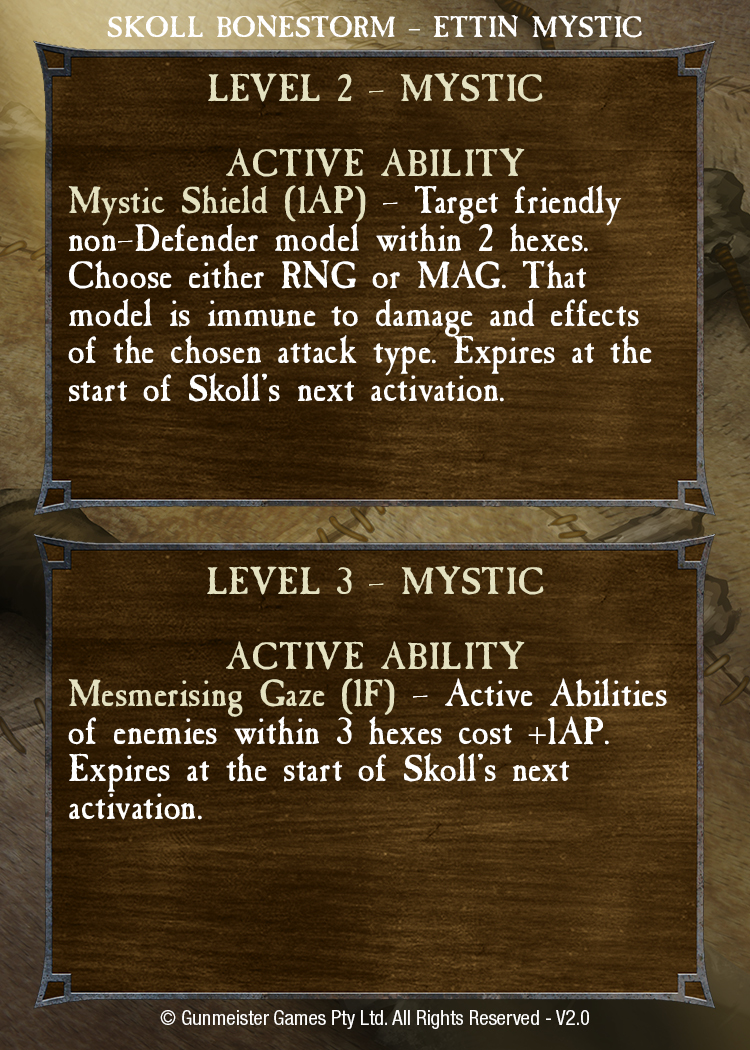 SKOLL BONESTORM – ETTIN MYSTIC
LEVEL 2 – MYSTIC
ACTIVE ABILITY
Mystic Shield (1AP) – Target friendly
non-Defender model within 2 hexes.
Choose either RNG or MAG. That
model is immune to damage and effects
of the chosen attack type. Expires at the
start of Skoll's next activation.
LEVEL 3 – MYSTIC
ACTIVE ABILITY
Mesmerising Gaze (1F) – Active Abilities
of enemies within 3 hexes cost +1AP.
Expires at the start of Skoll's next
activation.
© Gunmeister Games Pty Ltd. All Rights Reserved - V2.0